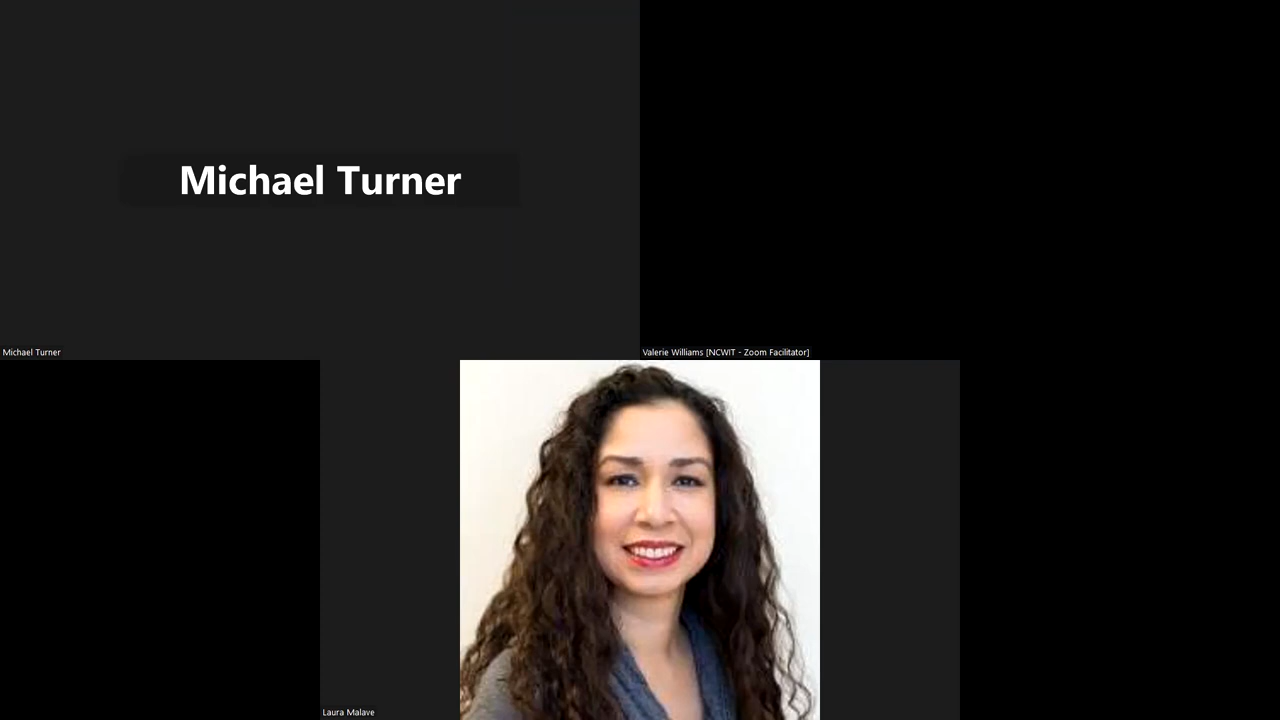 Michael Turner
Michael Turner
Valerie Williams [NCWIT - Zoom Facilitator]
Laura Malave